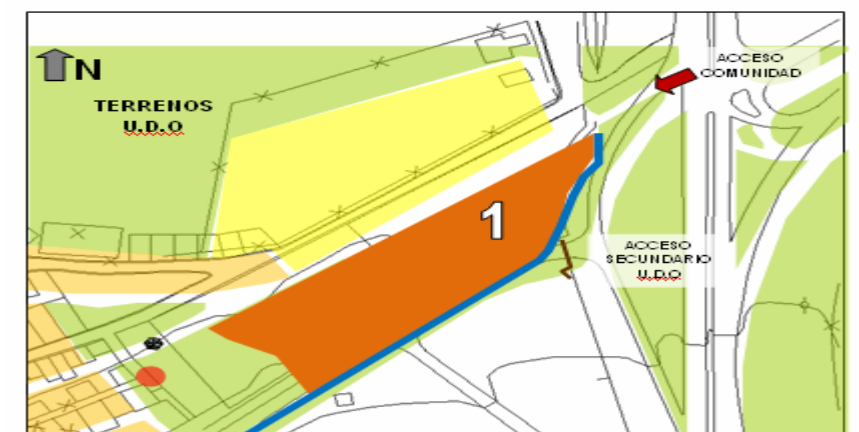 N
TERRENOS
U.D.O
ACCESO
COMUNIDAD
1
ACCESO
SECUNDARIO
U.D.O